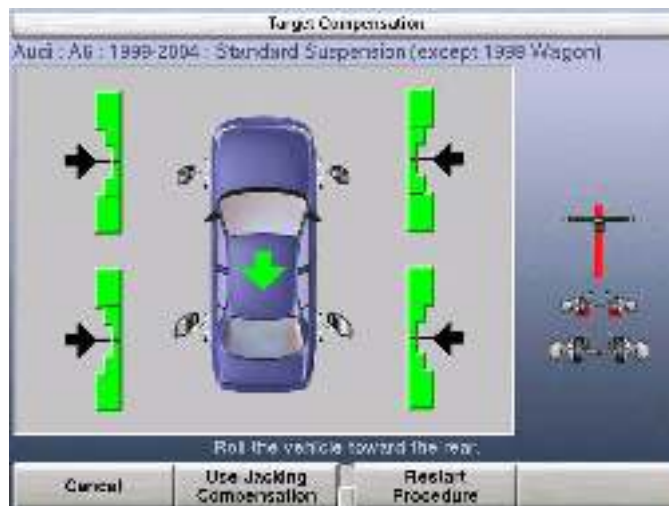 Target Compensation
Audi : A6 : 1998-2004 : Standard Suspension (except 1998 Wagon)
Roll the vehicle toward the rear.
Cancel
Use Jacking
Compensation
Restart
Procedure